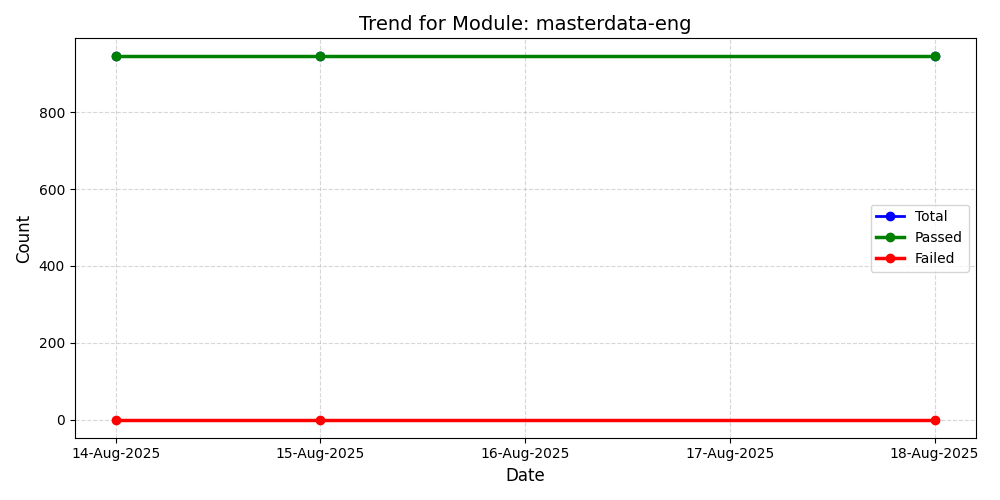 Trend for Module: masterdata-eng
Count
800
600
400
200
0
Total
Passed
Failed
14-Aug-2025
15-Aug-2025
16-Aug-2025
17-Aug-2025
18-Aug-2025
Date